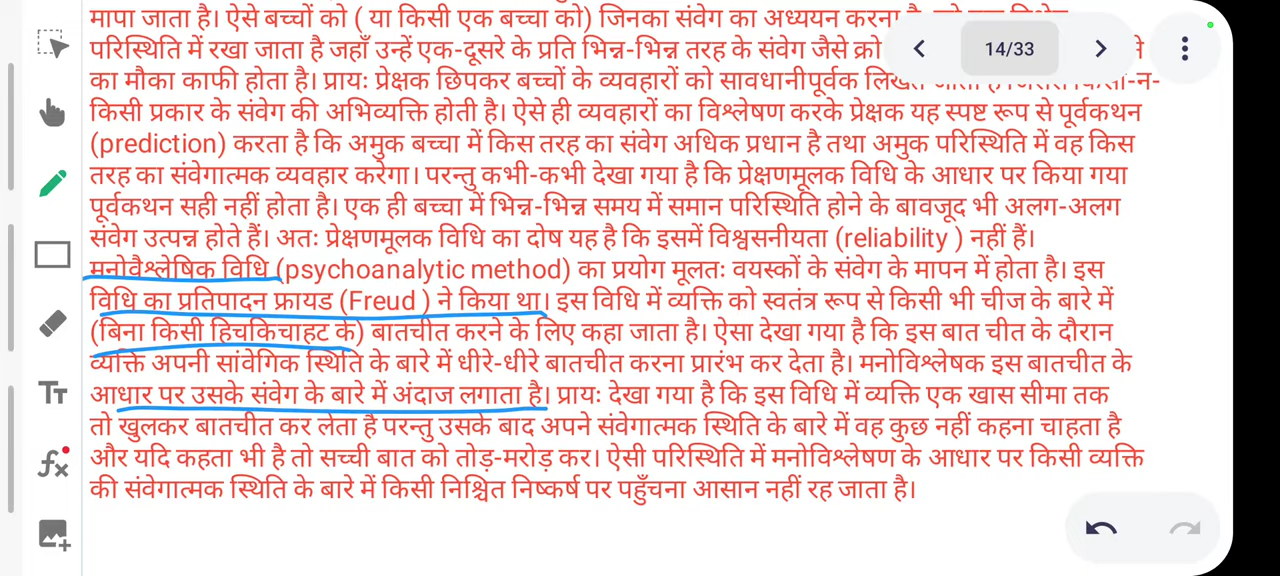 मापा जाता है। ऐसे बच्चों को ( या किसी एक बच्चा को) जिनका संवेग का अध्ययन करना
परिस्थिति में रखा जाता है जहाँ उन्हें एक-दूसरे के प्रति भिन्न-भिन्न तरह के संवेग जैसे क्रो
14/33
का मौका काफी होता है। प्रायः प्रेक्षक छिपकर बच्चों के व्यवहारों को सावधानीपूर्वक
किसी प्रकार के संवेग की अभिव्यक्ति होती है। ऐसे ही व्यवहारों का विश्लेषण करके प्रेक्षक यह स्पष्ट रूप से पूर्वकथन
(prediction) करता है कि अमुक बच्चा में किस तरह का संवेग अधिक प्रधान है तथा अमुक परिस्थिति में वह किस
तरह का संवेगात्मक व्यवहार करेगा। परन्तु कभी-कभी देखा गया है कि प्रेक्षणमूलक विधि के आधार पर किया गया
पूर्वकथन सही नहीं होता है। एक ही बच्चा में भिन्न-भिन्न समय में समान परिस्थिति होने के बावजूद भी अलग-अलग
संवेग उत्पन्न होते हैं। अतः प्रेक्षणमूलक विधि का दोष यह है कि इसमें विश्वसनीयता (reliability ) नहीं हैं।
मनोवैश्लेषिक विधि (psychoanalytic method) का प्रयोग मूलतः वयस्कों के संवेग के मापन में होता है। इस
विधि का प्रतिपादन फ्रायड (Freud ) ने किया था। इस विधि में व्यक्ति को स्वतंत्र रूप से किसी भी चीज के बारे में
(बिना किसी हिचकिचाहट के) बातचीत करने के लिए कहा जाता है। ऐसा देखा गया है कि इस बात चीत के दौरान
व्यक्ति अपनी सांवेगिक स्थिति के बारे में धीरे-धीरे बातचीत करना प्रारंभ कर देता है। मनोविश्लेषक इस बातचीत के
आधार पर उसके संवेग के बारे में अंदाज लगाता है। प्रायः देखा गया है कि इस विधि में व्यक्ति एक खास सीमा तक
तो खुलकर बातचीत कर लेता है परन्तु उसके बाद अपने संवेगात्मक स्थिति के बारे में वह कुछ नहीं कहना चाहता है
और यदि कहता भी है तो सच्ची बात को तोड़-मरोड़ कर। ऐसी परिस्थिति में मनोविश्लेषण के आधार पर किसी व्यक्ति
की संवेगात्मक स्थिति के बारे में किसी निश्चित निष्कर्ष पर पहुँचना आसान नहीं रह जाता है।
Tт
fx